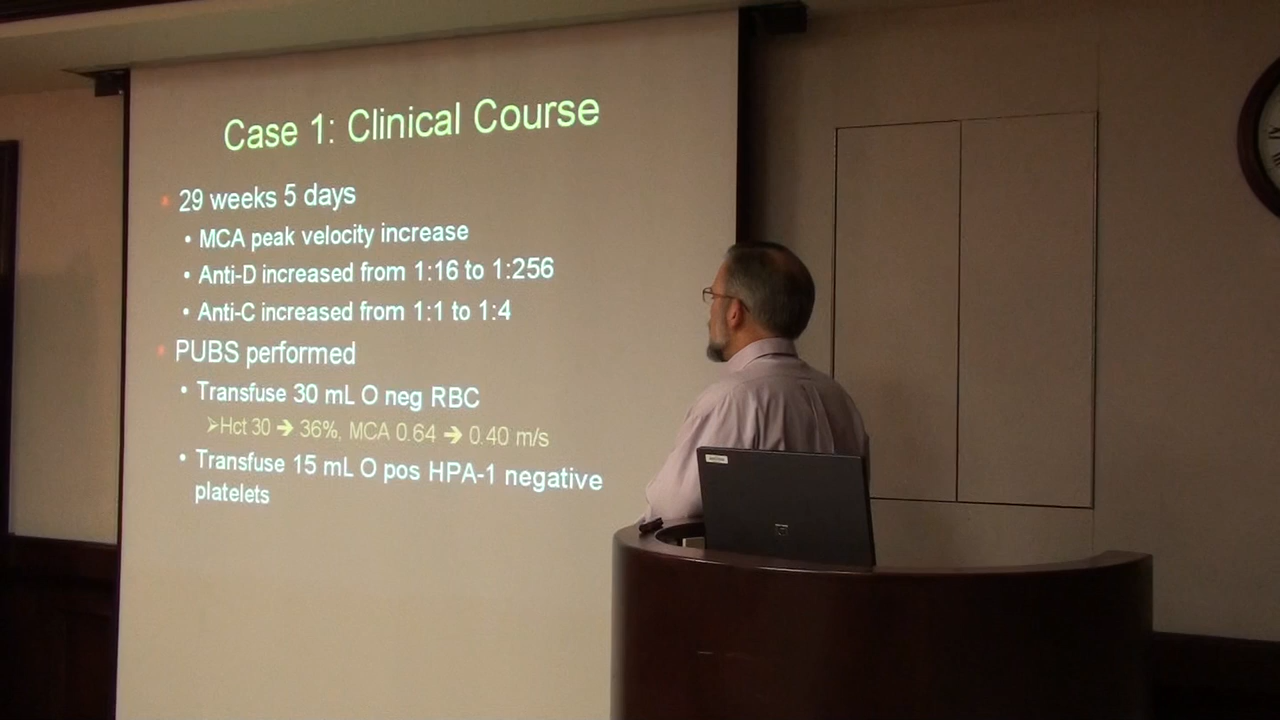 Case 1: Clinical Course
29 weeks 5 days
• MCA peak velocity increase
• Anti-D increased from 1:16 to 1:256
• Anti-C increased from 1:1 to 1:4
PUBS performed
• Transfuse 30 mL O neg RBC
➢Hct 30 ➔ 36%, MCA 0.64 ➔ 0.40 m/s
• Transfuse 15 mL O pos HPA-1 negative
platelets